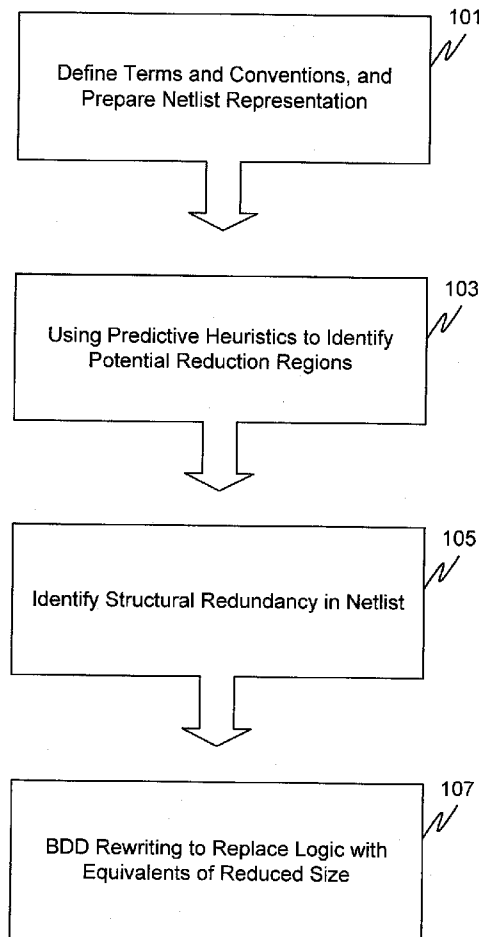 101
Define Terms and Conventions, and
Prepare Netlist Representation
103
Using Predictive Heuristics to Identify
Potential Reduction Regions
105
Identify Structural Redundancy in Netlist
107
BDD Rewriting to Replace Logic with
Equivalents of Reduced Size